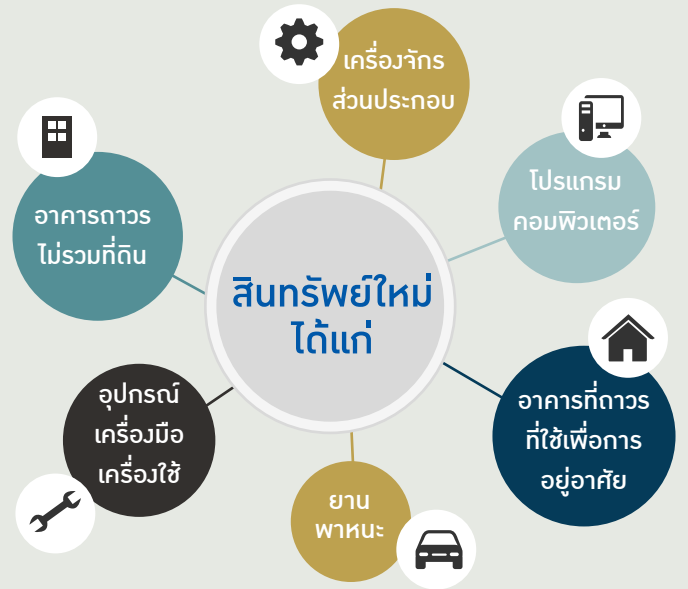 เครื่องจักร
ส่วนประกอบ
โปรแกรม
คอมพิวเตอร์
อาคารถาวร
ไม่รวมที่ดิน
สินทรัพย์ใหม่
ได้แก่
อุปกรณ์
เครื่องมือ
เครื่องใช้
อาคารที่ถาวร
ที่ใช้เพื่อการ
อยู่อาศัย
ยาน
พาหนะ